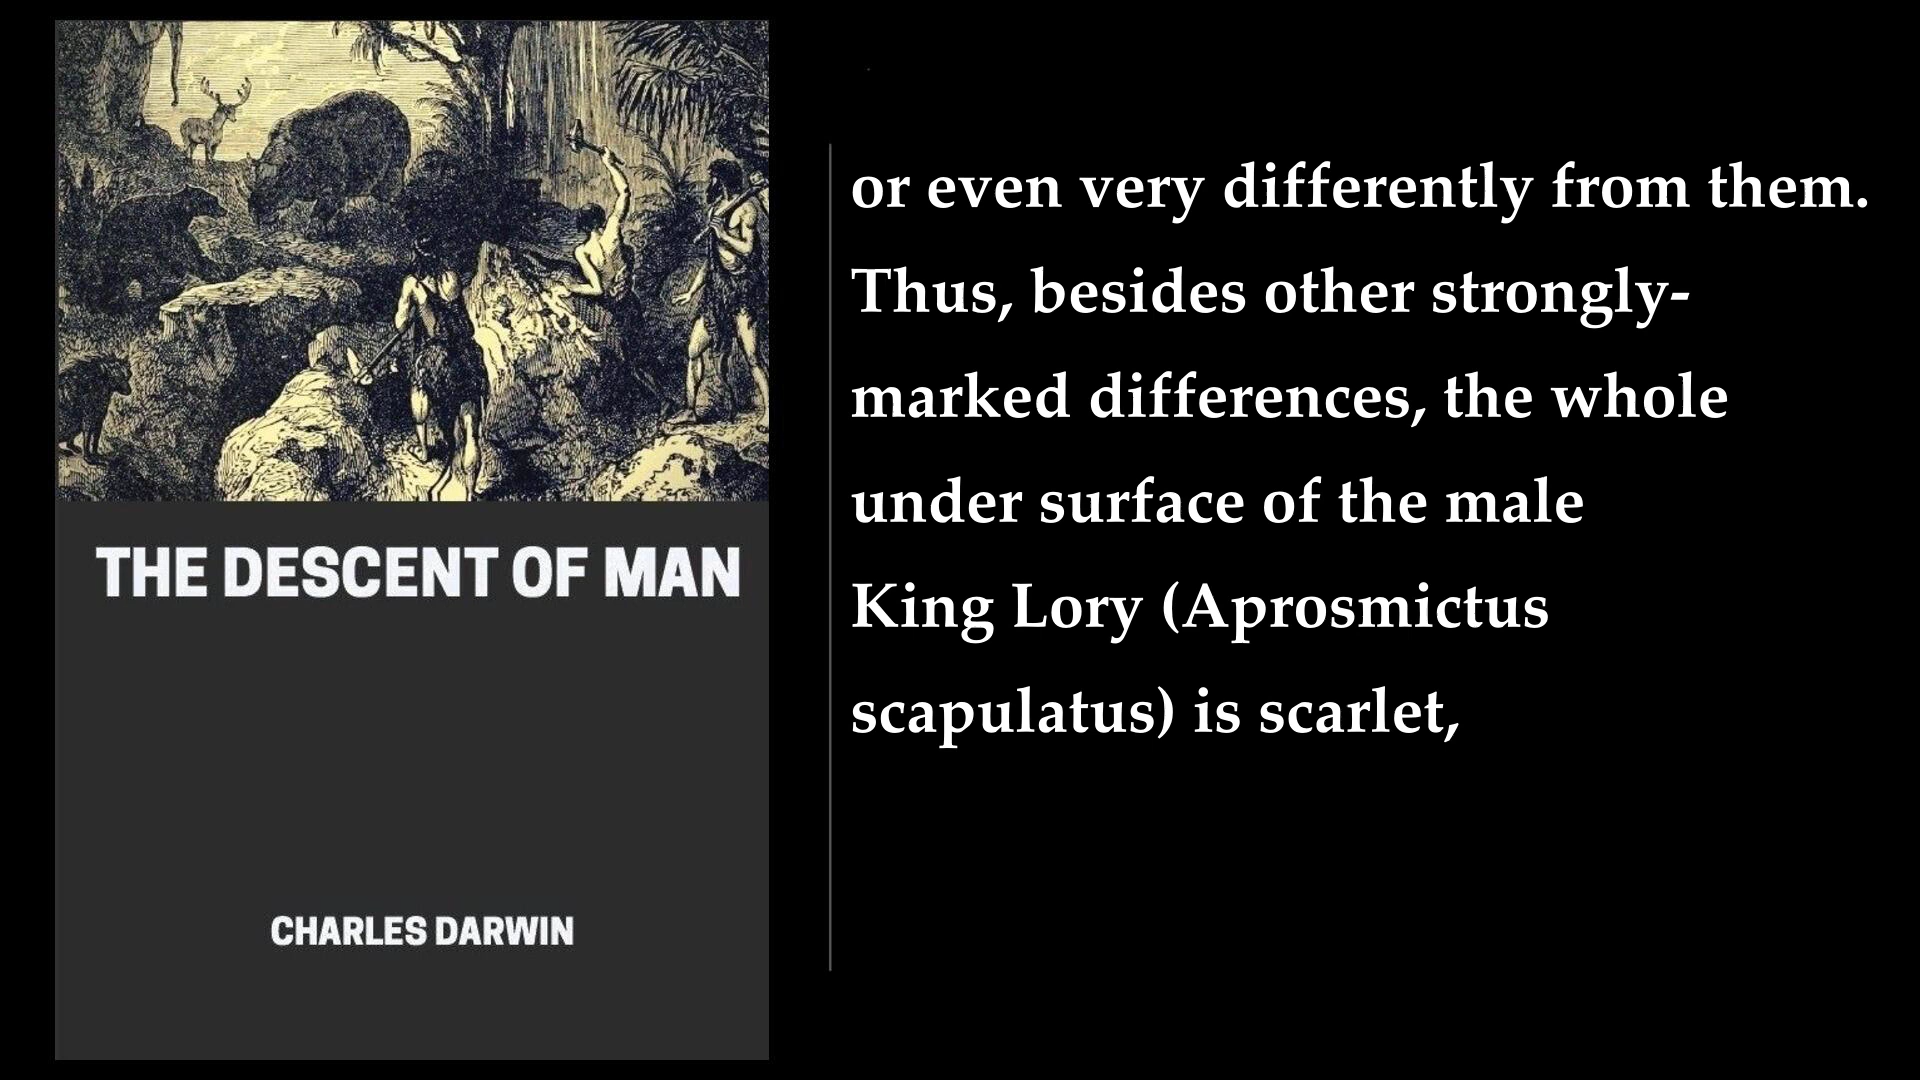 THE DESCENT OF MAN
CHARLES DARWIN
or even very differently from them.
Thus, besides other strongly-
marked differences, the whole
under surface of the male
King Lory (Aprosmictus
scapulatus) is scarlet,